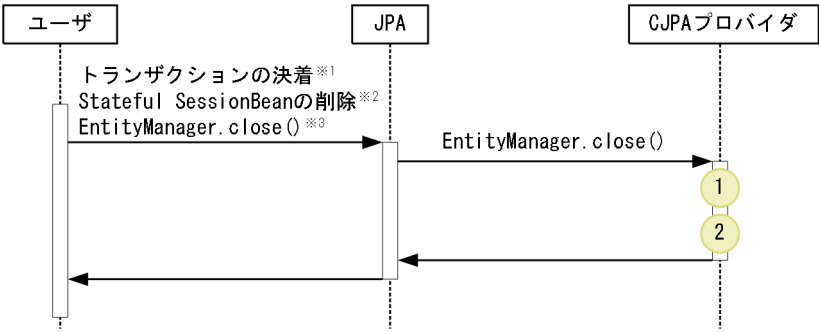 ユーザ
JPA
CJPAプロバイダ
トランザクションの決着※1
Stateful SessionBeanの削除※2
EntityManager.close()※3
EntityManager.close()
1
2